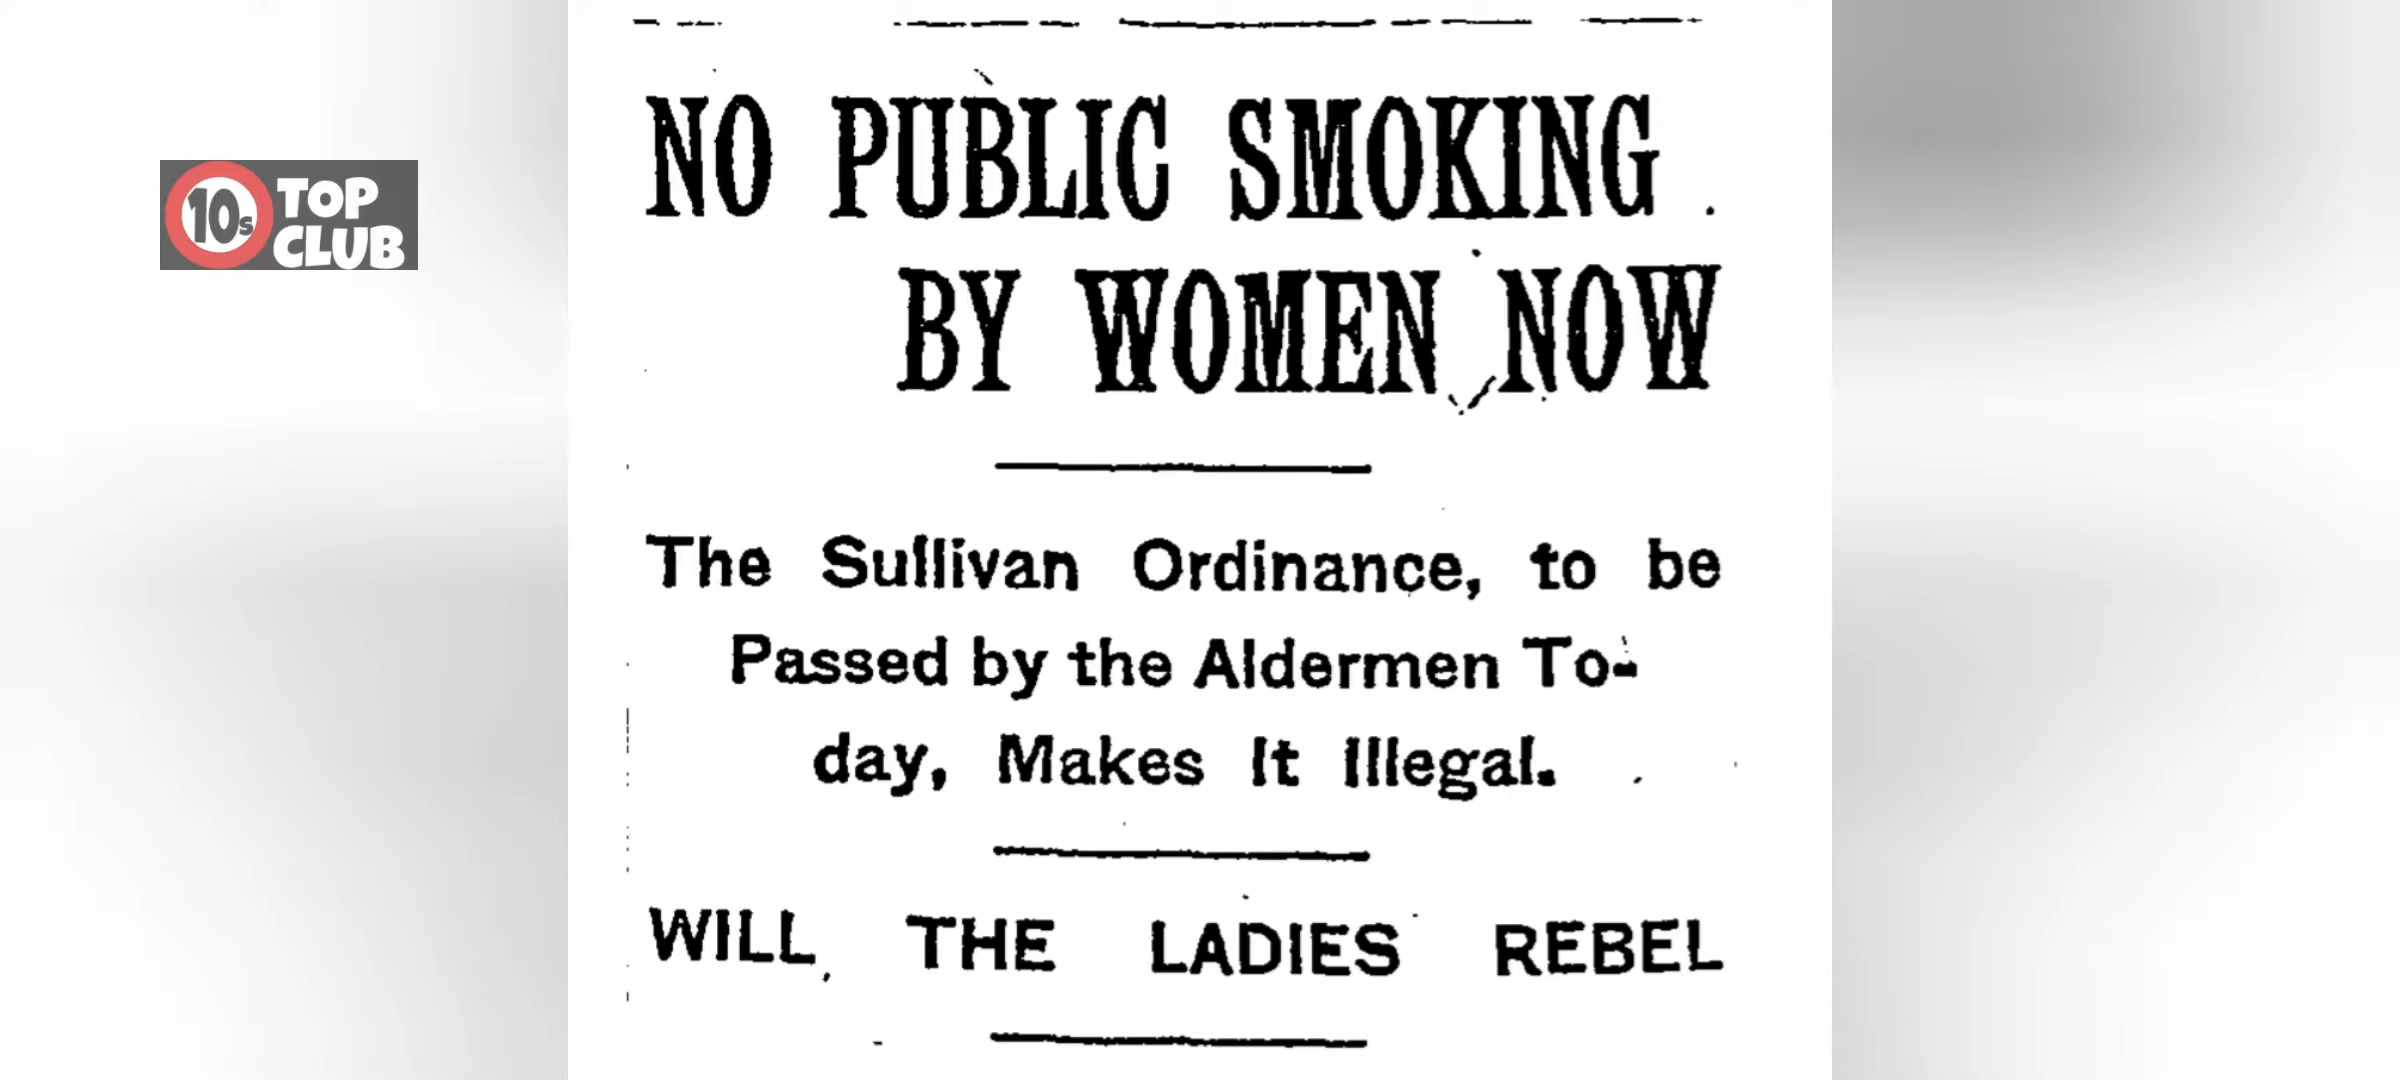 10s TOP
CLUB
NO PUBLIC SMOKING
BY WOMEN NOW
The Sullivan Ordinance, to be
Passed by the Aldermen To-
day, Makes It Illegal.
WILL THE LADIES REBEL